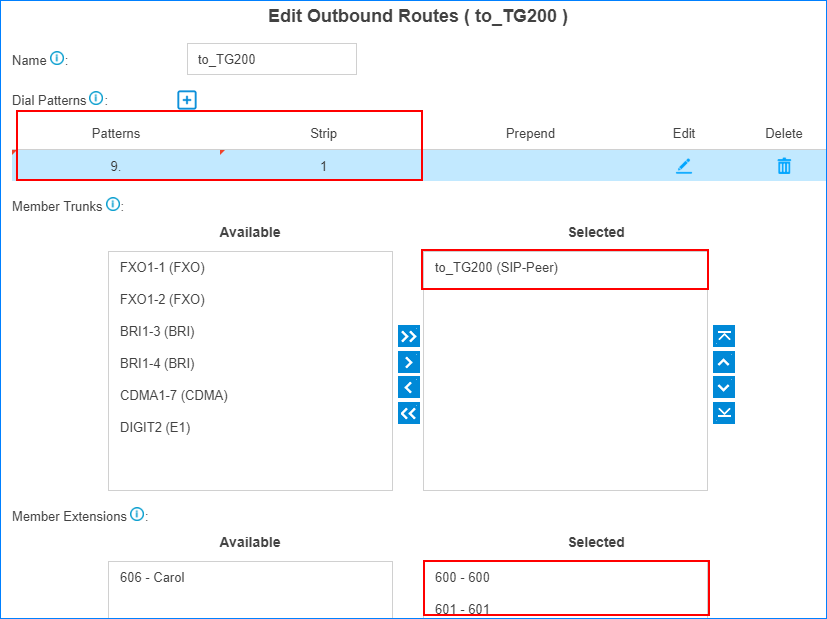 Edit Outbound Routes ( to_TG200 )
Name i:
to_TG200
Dial Patterns i:
Patterns Strip Prepend Edit Delete
9. 1
Member Trunks i:
Available Selected
FXO1-1 (FXO) to_TG200 (SIP-Peer)
FXO1-2 (FXO)
BRI1-3 (BRI)
BRI1-4 (BRI)
CDMA1-7 (CDMA)
DIGIT2 (E1)
Member Extensions i:
Available Selected
606 - Carol 600 - 600
601 - 601